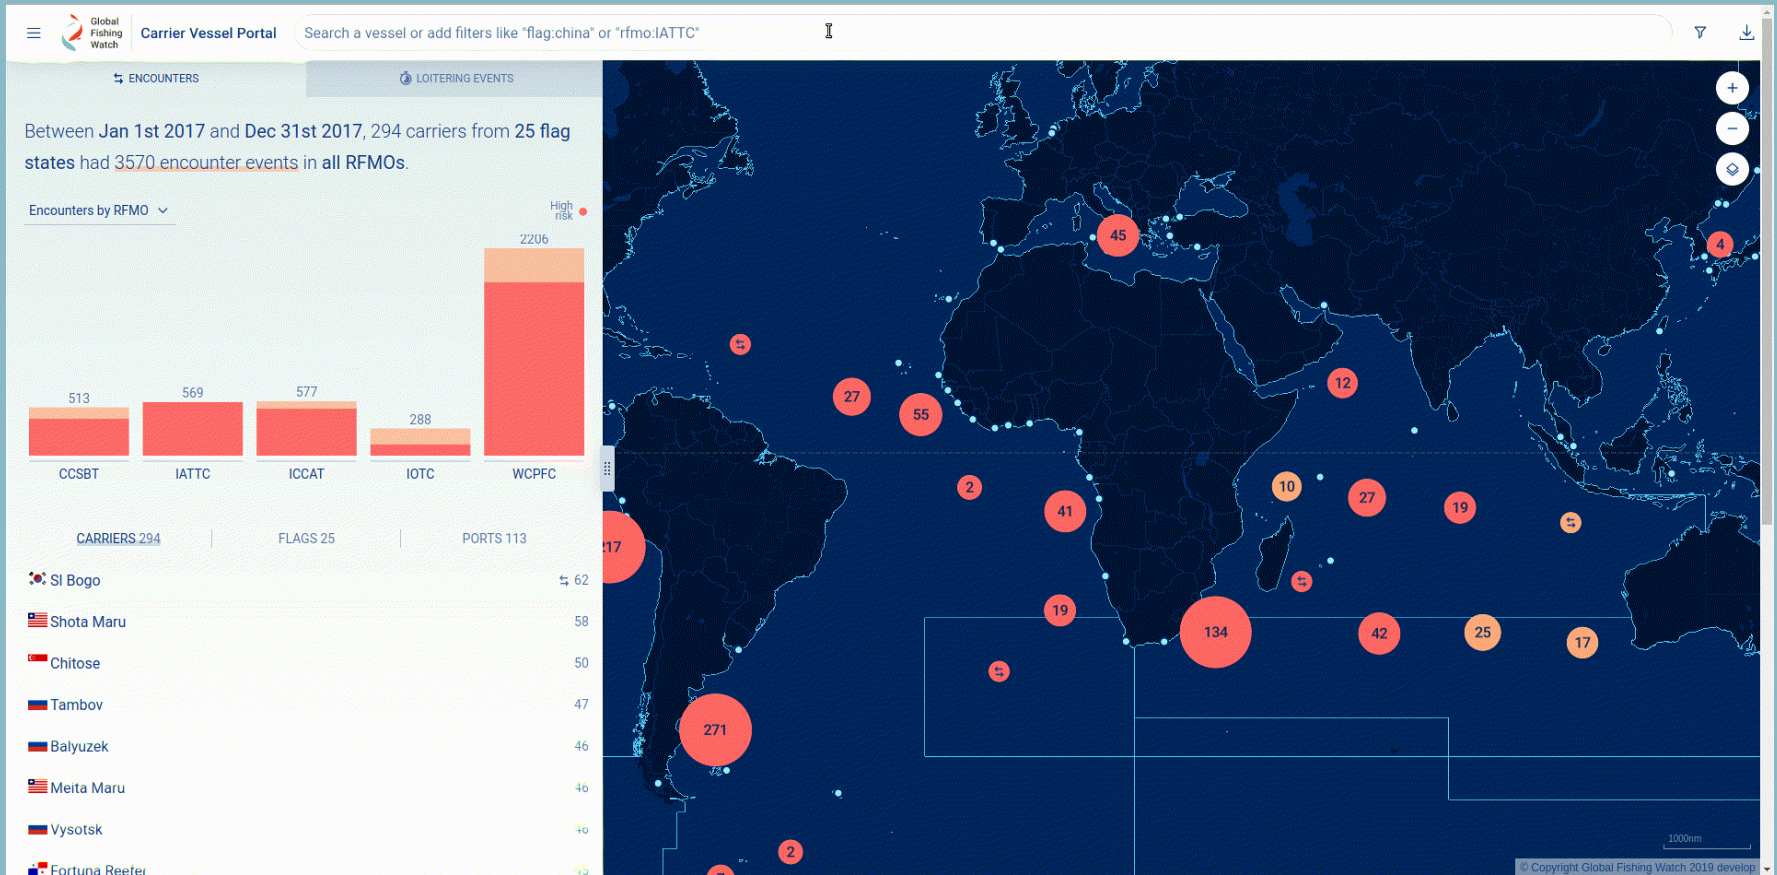 Global
Fishing
Watch
Carrier Vessel Portal
Search a vessel or add filters like "flag:china" or "rfmo:IATTC"
ENCOUNTERS
LOITERING EVENTS
Between Jan 1st 2017 and Dec 31st 2017, 294 carriers from 25 flag
states had 3570 encounter events in all RFMOs.
Encounters by RFMO
High
risk
2206
513
569
577
288
CCSBT
IATTC
ICCAT
IOTC
WCPFC
CARRIERS 294
FLAGS 25
PORTS 113
SI Bogo
62
Shota Maru
58
Chitose
50
Tambov
47
Balyuzek
46
Meita Maru
46
Vysotsk
46
Fortuna Reefer
45
4
12
27
55
2
41
10
27
19
217
19
134
42
25
17
271
2
1000nm
© Copyright Global Fishing Watch 2019 develop